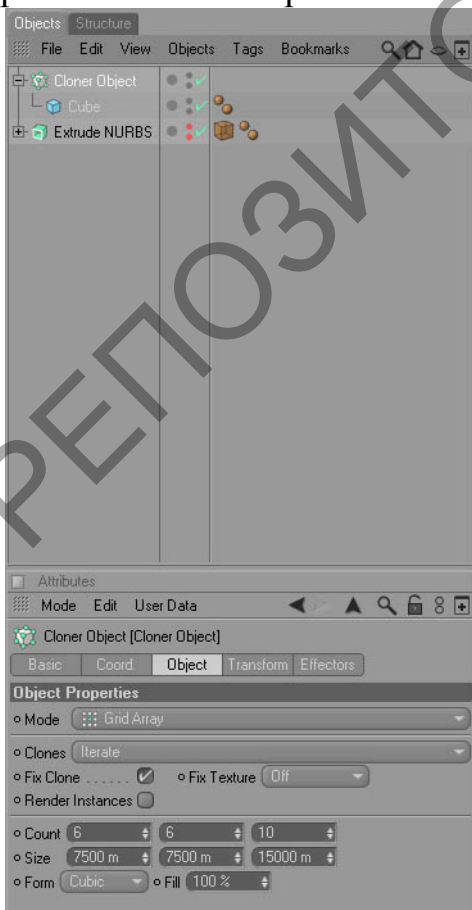 Objects Structure
File Edit View Objects Tags Bookmarks
Cloner Object
Cube
Extrude NURBS
РЕПОЗИТО
Attributes
Mode Edit User Data
Cloner Object [Cloner Object]
Basic Coord. Object Transform Effectors
Object Properties
Mode Grid Array
Clones Iterate
Fix Clone . . . . . . Fix Texture Off
Render Instances
Count 6 6 10
Size 7500 m 7500 m 15000 m
Form Cubic Fill 100 %